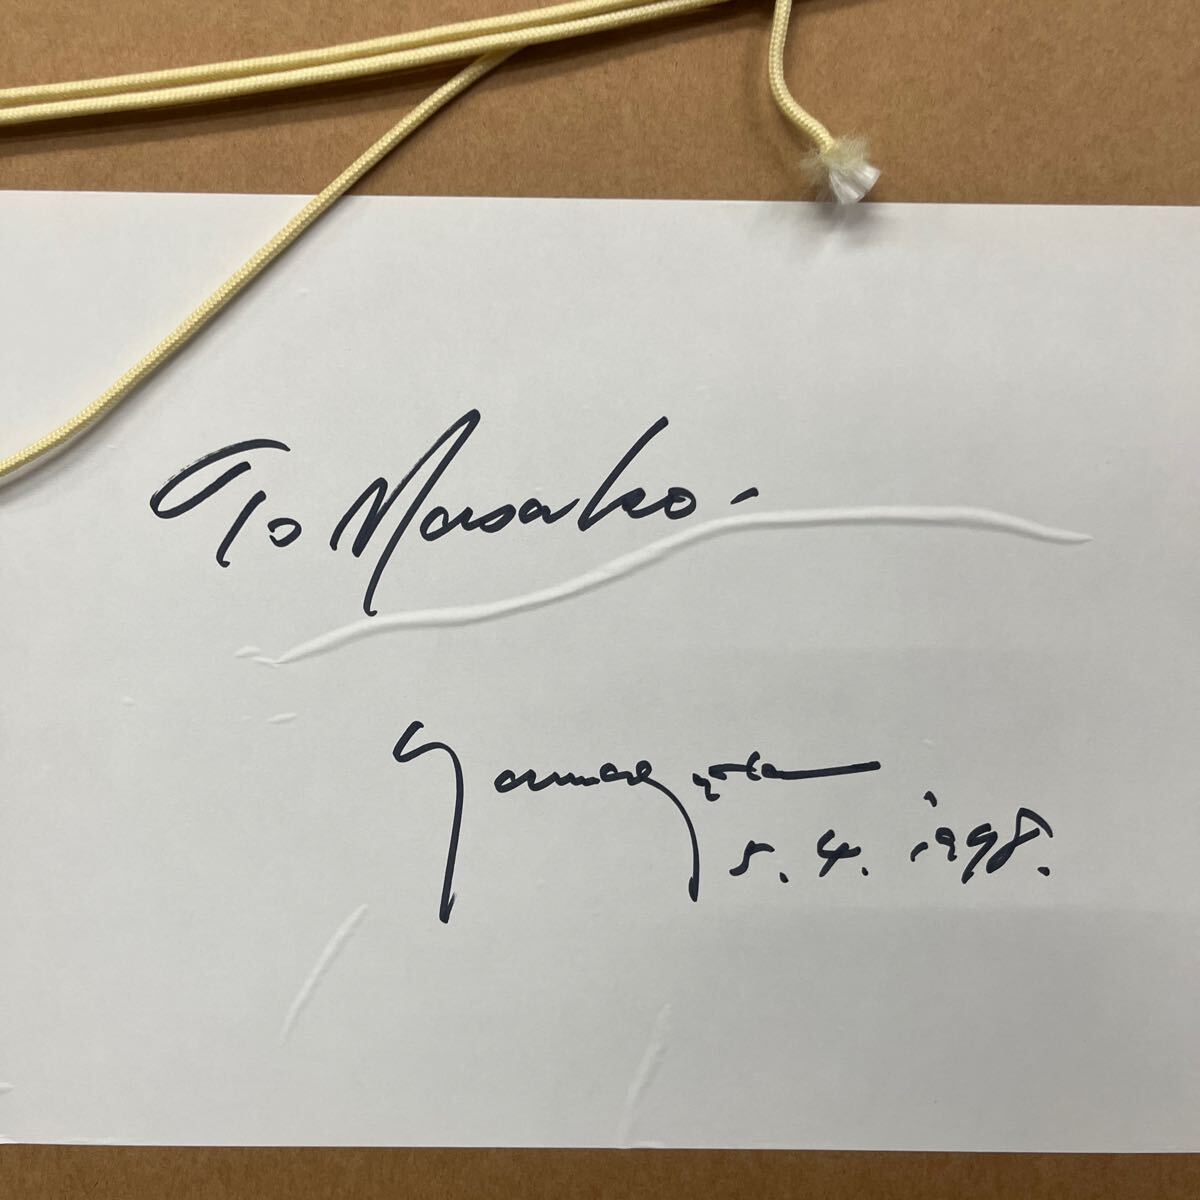 To Masako.
Yamagata
5. 4. 1998.